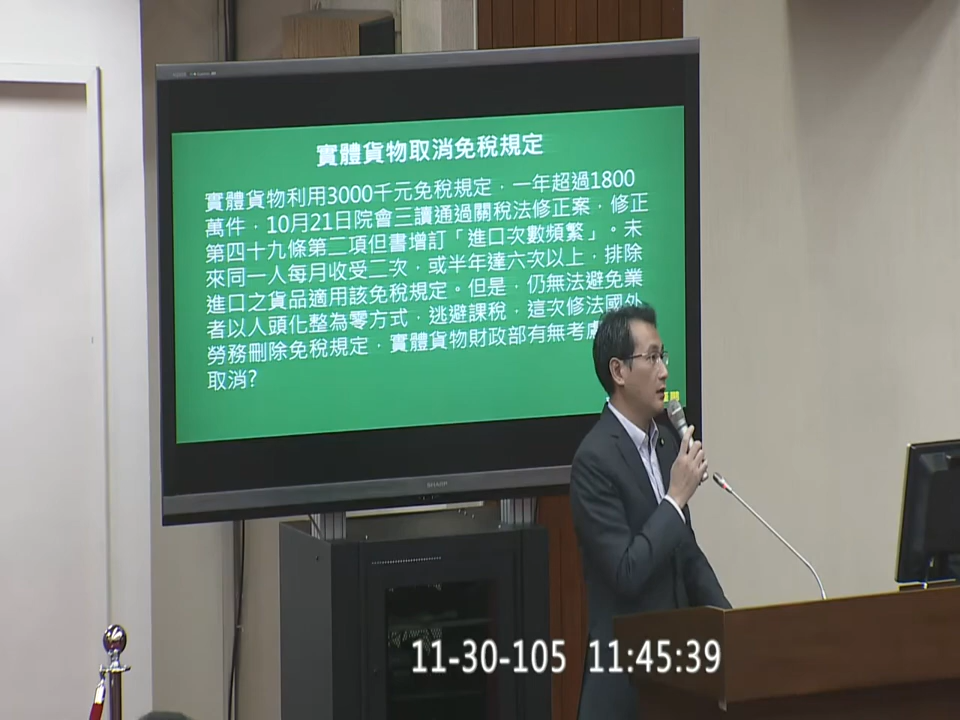 實體貨物取消免稅規定
實體貨物利用3000千元免稅規定，一年超過1800
萬件，10月21日院會三讀通過關稅法修正案，修正
第四十九條第二項但書增訂「進口次數頻繁」。未
來同一人每月收受二次，或半年達六次以上，排除
進口之貨品適用該免稅規定。但是，仍無法避免業
者以人頭化整為零方式，逃避課稅，這次修法國外
勞務刪除免稅規定，實體貨物財政部有無考慮
取消?
SHARP
11-30-105 11:45:39